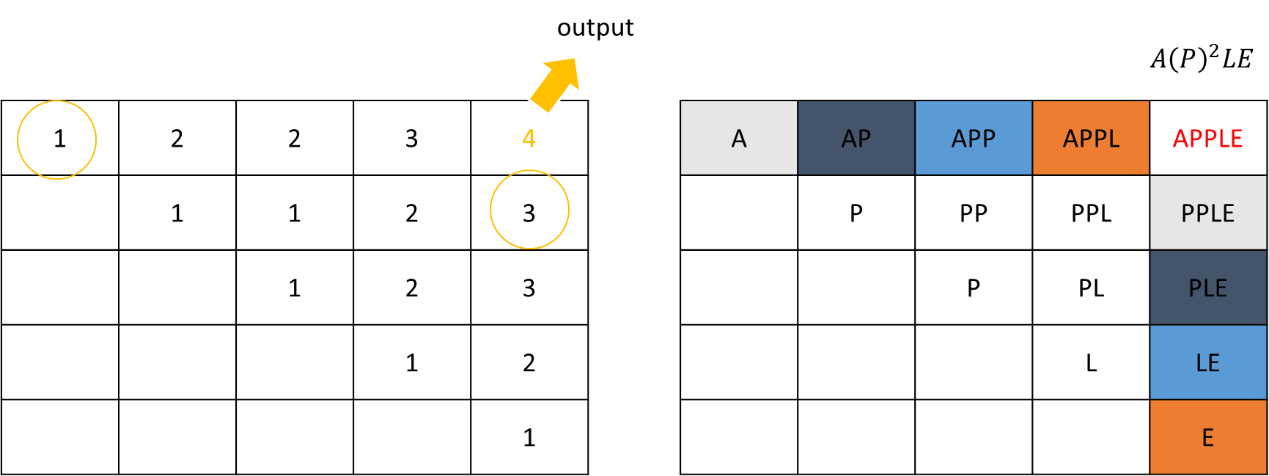 output
A(P)²LE
1 2 2 3 4
1 1 2 3
1 2 3
1 2
1
A AP APP APPL APPLE
P PP PPL PPLE
P PL PLE
L LE
E